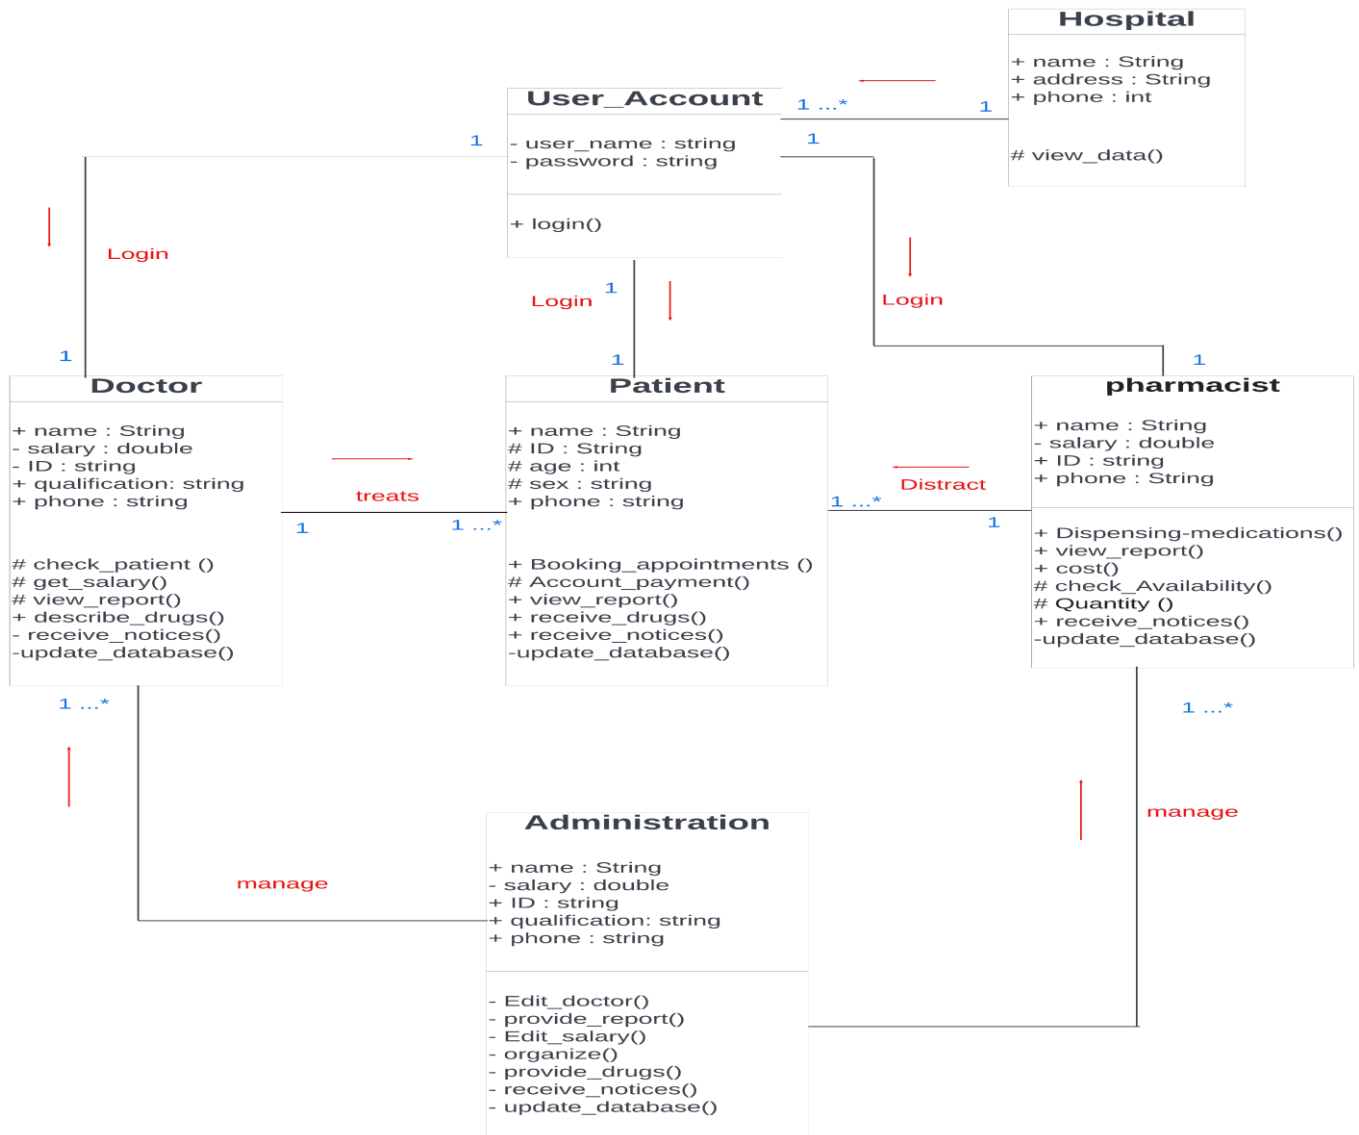 Hospital
+ name : String
+ address : String
+ phone : int
# view_data()
1 ...*
1
User_Account
- user_name : string
- password : string
+ login()
1
1
Login
Login
1
Login
1
1
1
Doctor
+ name : String
- salary : double
- ID : string
+ qualification: string
+ phone : string
# check_patient ()
# get_salary()
# view_report()
+ describe_drugs()
- receive_notices()
-update_database()
treats
1
1 ...*
Patient
+ name : String
# ID : String
# age : int
# sex : string
+ phone : string
+ Booking_appointments ()
# Account_payment()
+ view_report()
+ receive_drugs()
+ receive_notices()
-update_database()
Distract
1 ...*
1
pharmacist
+ name : String
- salary : double
+ ID : string
+ phone : String
+ Dispensing-medications()
+ view_report()
+ cost()
# check_Availability()
# Quantity ()
+ receive_notices()
-update_database()
1 ...*
1 ...*
manage
manage
Administration
+ name : String
- salary : double
+ ID : string
+ qualification: string
+ phone : string
- Edit_doctor()
- provide_report()
- Edit_salary()
- organize()
- provide_drugs()
- receive_notices()
- update_database()